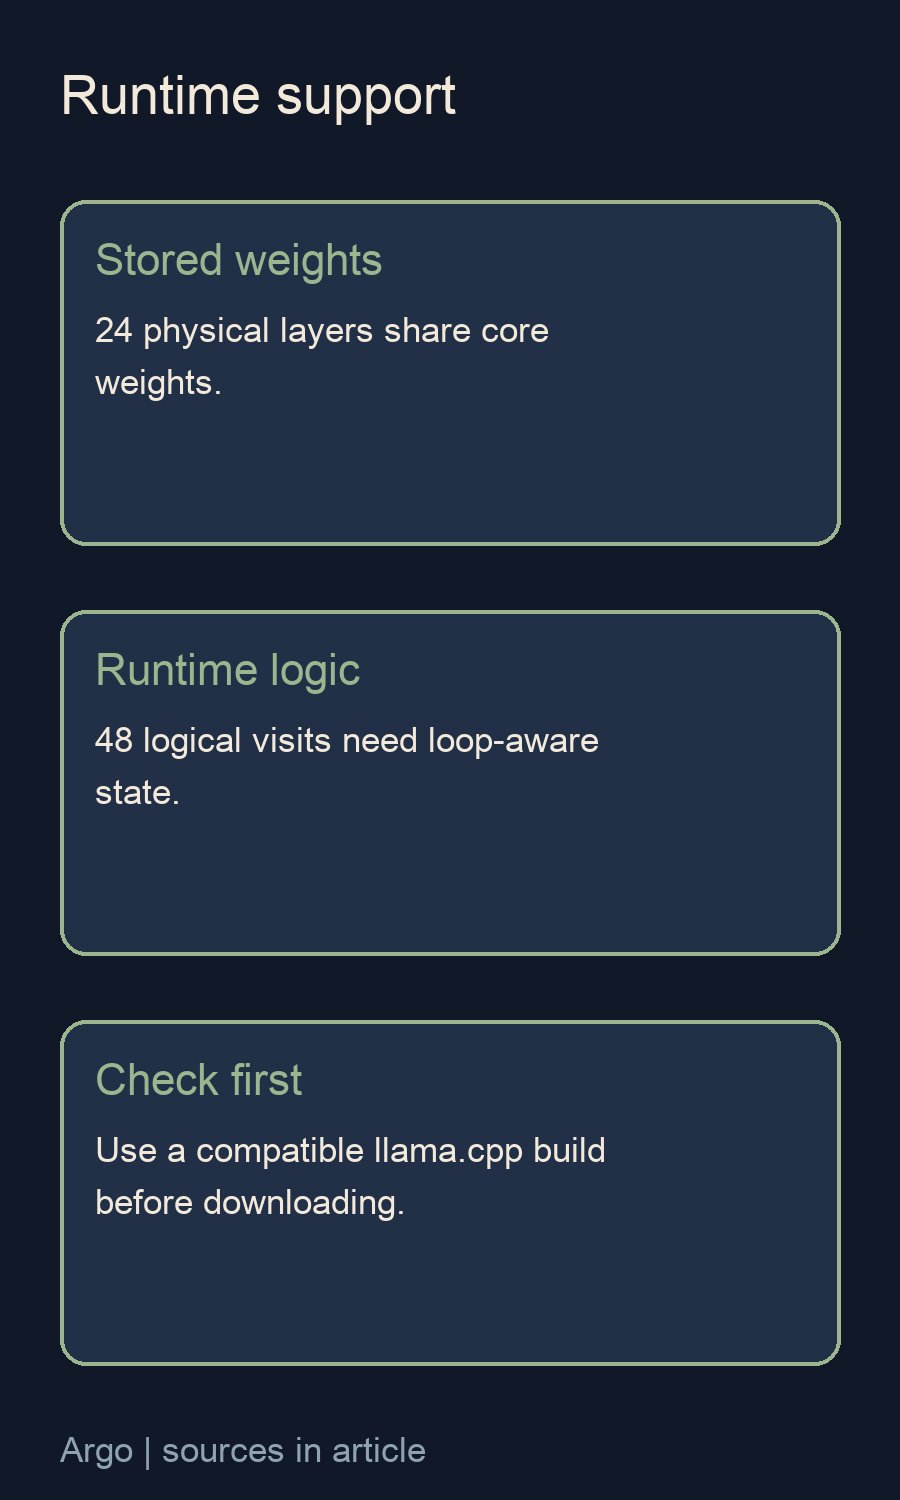 Runtime support
Stored weights
24 physical layers share core
weights.
Runtime logic
48 logical visits need loop-aware
state.
Check first
Use a compatible llama.cpp build
before downloading.
Argo | sources in article